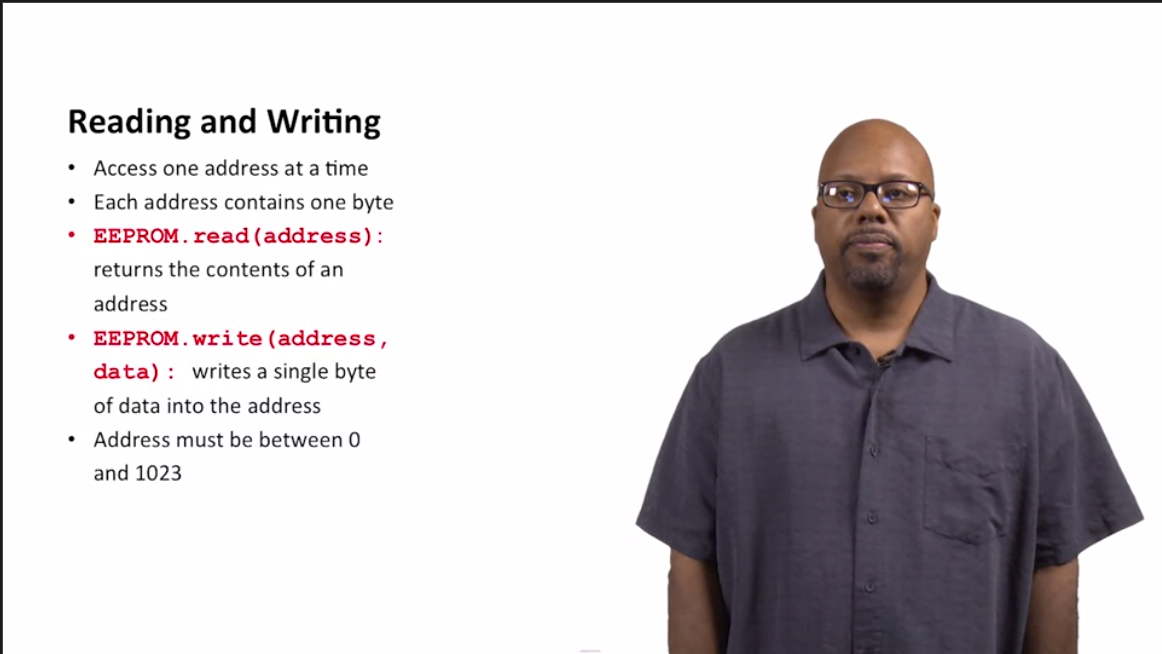 Reading and Writing
• Access one address at a time
• Each address contains one byte
• EEPROM.read(address):
returns the contents of an
address
• EEPROM.write(address,
data): writes a single byte
of data into the address
• Address must be between 0
and 1023